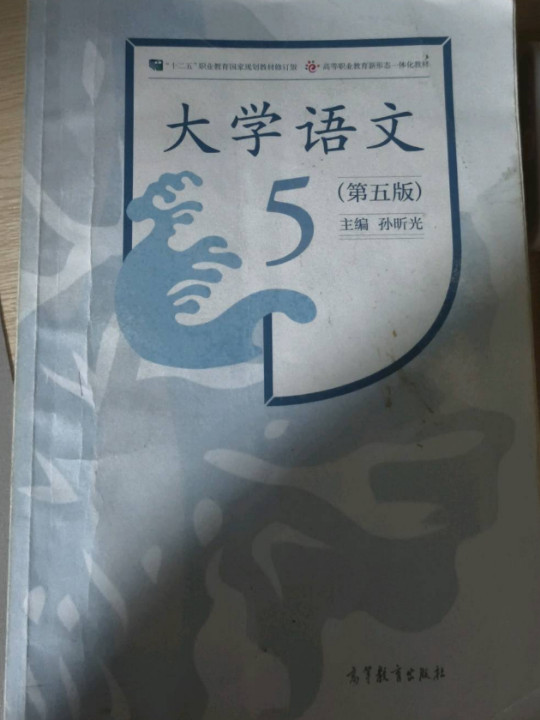 "十二五"职业教育国家规划教材修订版 高等职业教育新形态一体化教材
大学语文
5
(第五版)
主编 孙昕光
高等教育出版社